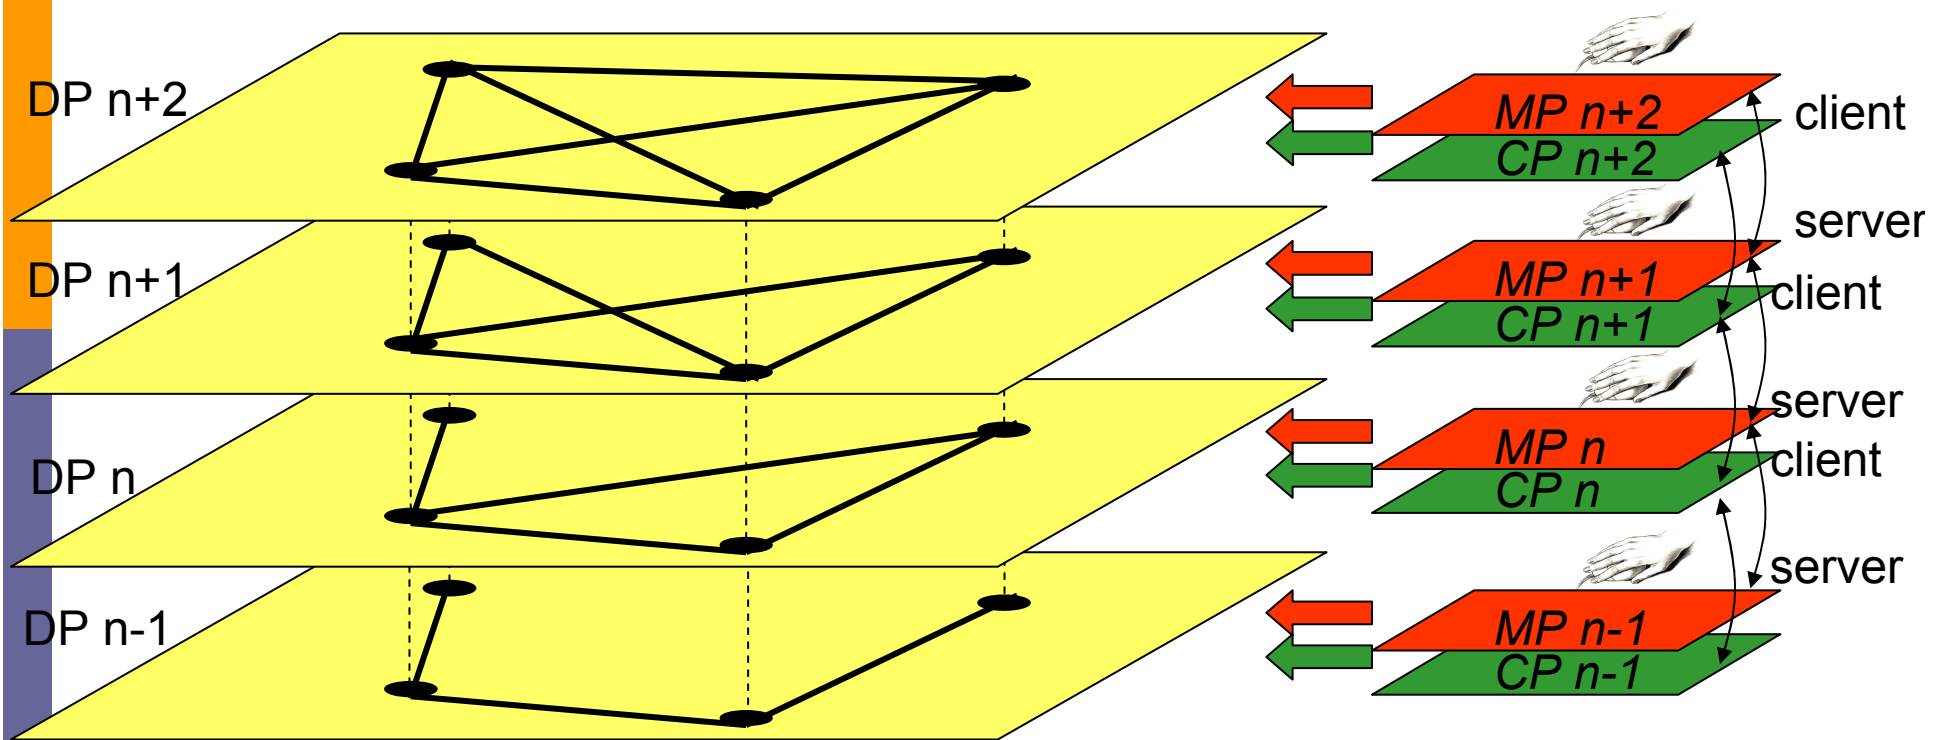 DP n+2
MP n+2
CP n+2
client
server
DP n+1
MP n+1
CP n+1
client
server
DP n
MP n
CP n
client
server
DP n-1
MP n-1
CP n-1